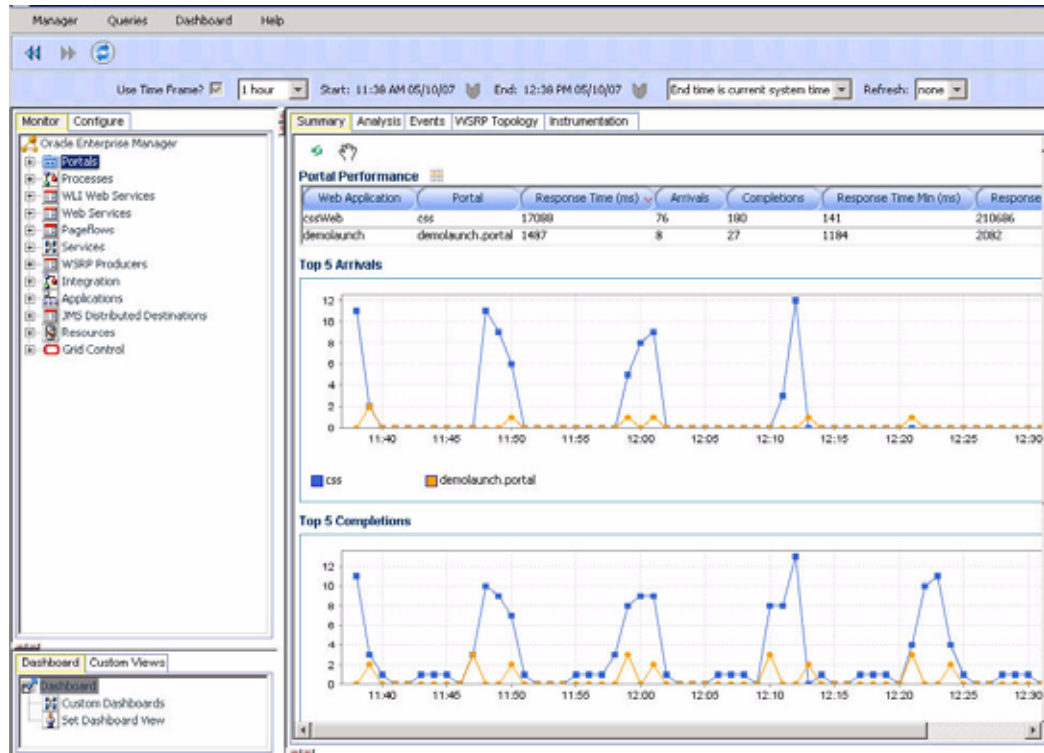 Manager Queries Dashboard Help
Use Time Frame? 1 hour Start: 11:38 AM 05/10/07 End: 12:38 PM 05/10/07 End time is current system time Refresh: none
Monitor Configure
Oracle Enterprise Manager
Portals
Processes
WLI Web Services
Web Services
Pageflows
Services
WSRP Producers
Integration
Applications
JMS Distributed Destinations
Resources
Grid Control
Dashboard Custom Views
Dashboard
Custom Dashboards
Set Dashboard View
Summary Analysis Events WSRP Topology Instrumentation
Portal Performance
Web Application Portal Response Time (ms) Arrivals Completions Response Time Min (ms) Response
cssWeb css 17088 76 180 141 210686
demolaunch demolaunch.portal 1487 8 27 1184 2082
Top 5 Arrivals
12
10
8
6
4
2
0
11:40 11:45 11:50 11:55 12:00 12:05 12:10 12:15 12:20 12:25 12:30
css demolaunch.portal
Top 5 Completions
12
10
8
6
4
2
0
11:40 11:45 11:50 11:55 12:00 12:05 12:10 12:15 12:20 12:25 12:30